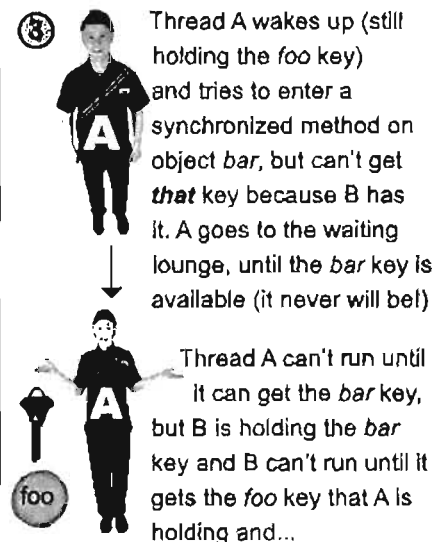 3
Thread A wakes up (still
holding the foo key)
and tries to enter a
synchronized method on
object bar, but can't get
that key because B has
it. A goes to the waiting
lounge, until the bar key is
available (it never will be!)
A
Thread A can't run until
it can get the bar key,
but B is holding the bar
key and B can't run until it
gets the foo key that A is
holding and...
A
foo